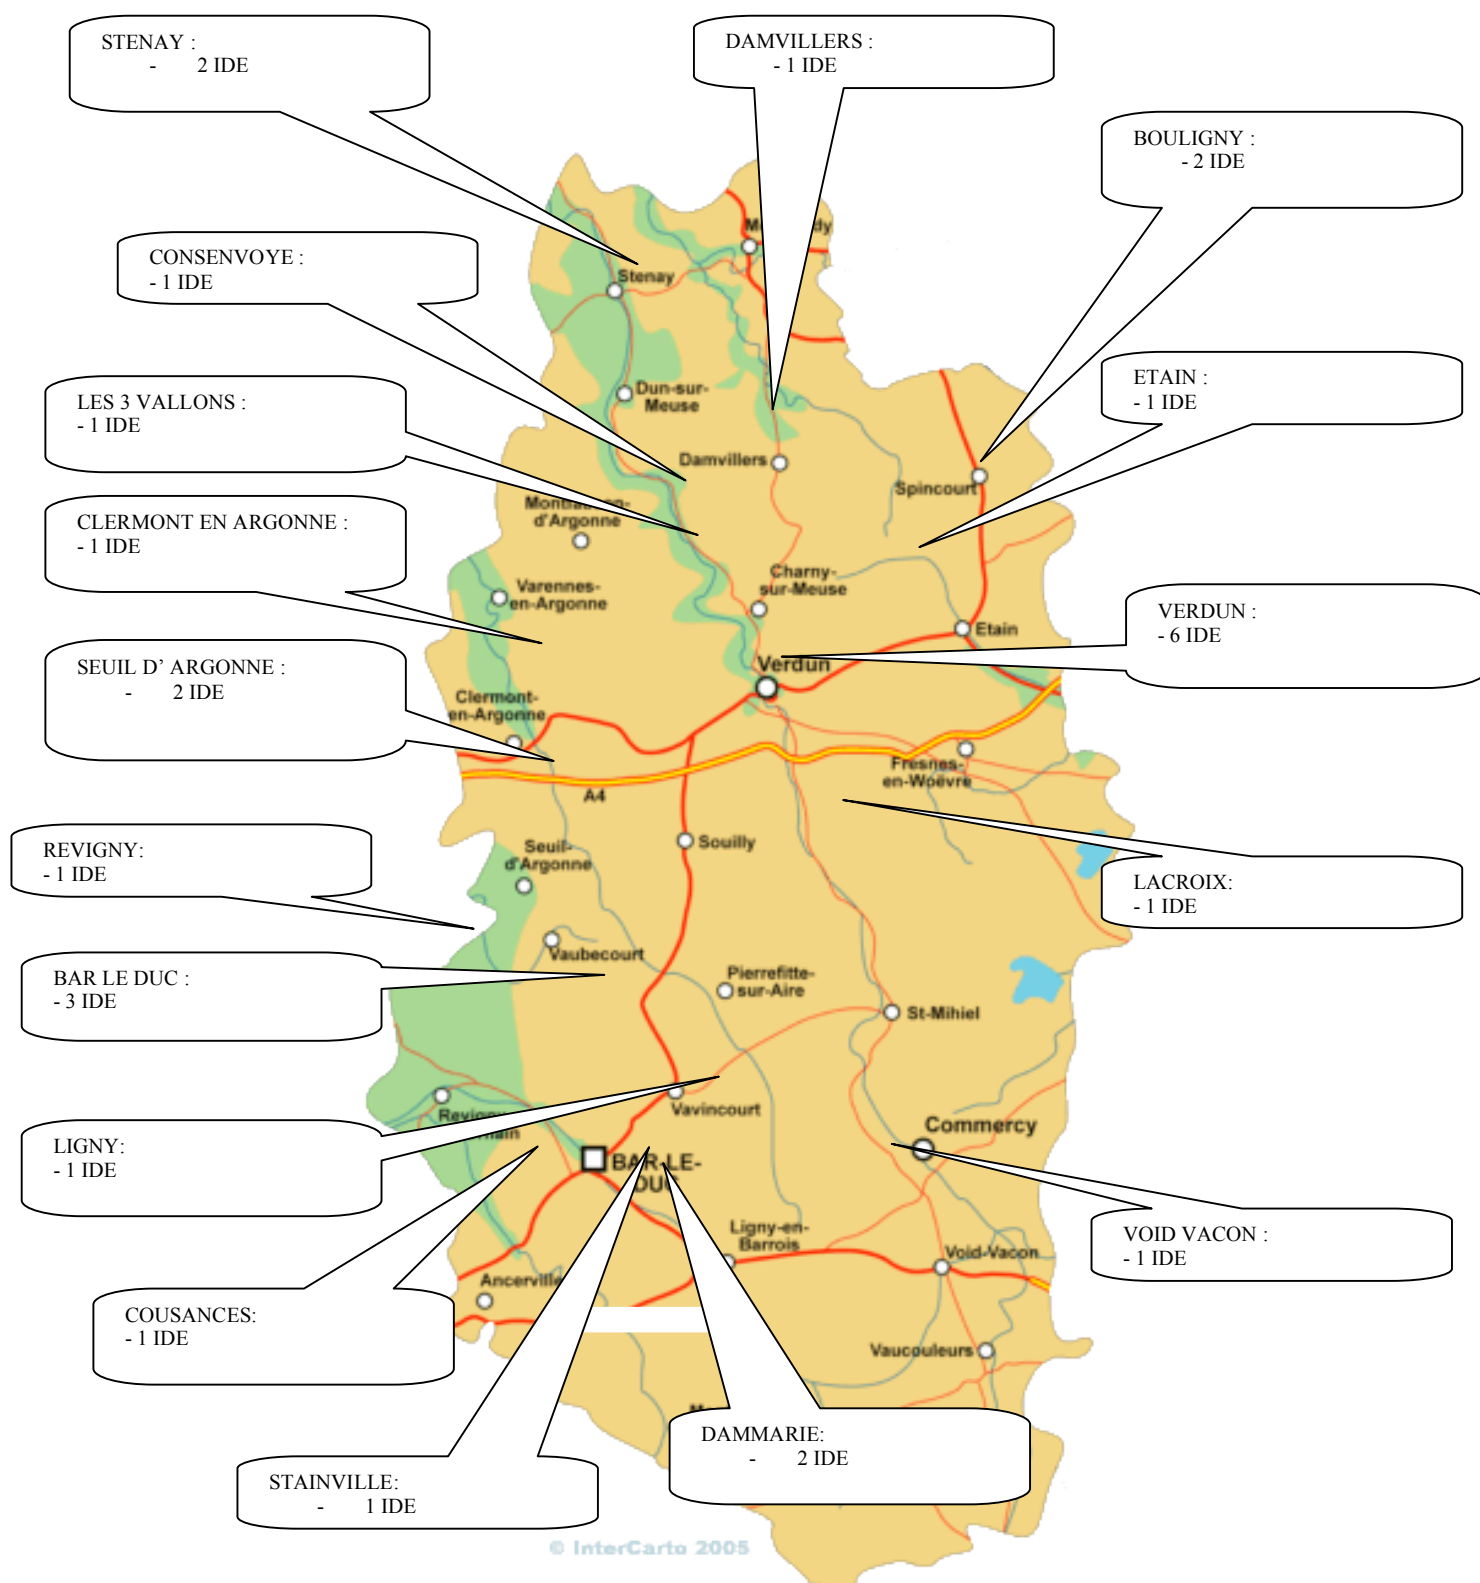 STENAY :
- 2 IDE
DAMVILLERS :
- 1 IDE
BOULIGNY :
- 2 IDE
CONSENVOYE :
- 1 IDE
Stenay
ETAIN :
- 1 IDE
LES 3 VALLONS :
- 1 IDE
Dun-sur-
Meuse
Damvillers
Spincourt
CLERMONT EN ARGONNE :
- 1 IDE
d'Argonne
Varennes-
en-Argonne
Charny-
sur-Meuse
VERDUN :
- 6 IDE
Etain
SEUIL D’ ARGONNE :
- 2 IDE
Verdun
Clermont-
en-Argonne
Fresnes-
en-Woëvre
A4
REVIGNY:
- 1 IDE
Seuil-
d'Argonne
Souilly
LACROIX:
- 1 IDE
Vaubecourt
BAR LE DUC :
- 3 IDE
Pierrefitte-
sur-Aire
St-Mihiel
Vavincourt
Commercy
LIGNY:
- 1 IDE
BAR-LE-
DUC
Ligny-en-
Barrois
Void-Vacon
VOID VACON :
- 1 IDE
Ancerville
COUSANCES:
- 1 IDE
Vaucouleurs
DAMMARIE:
- 2 IDE
STAINVILLE:
- 1 IDE
© InterCarto 2005